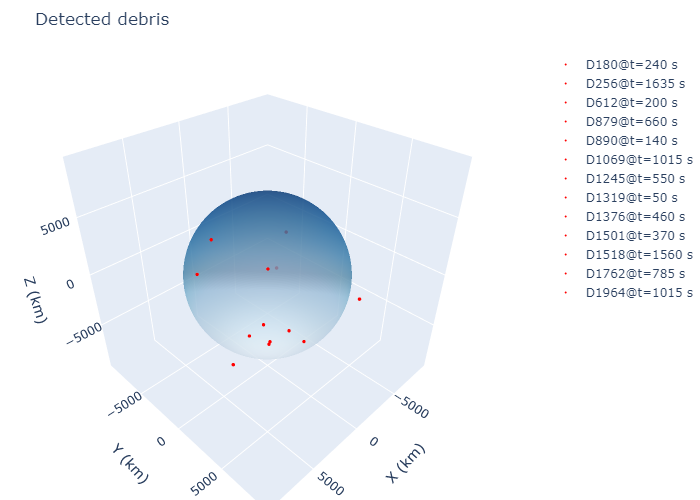 Detected debris
D180@t=240 s
D256@t=1635 s
D612@t=200 s
D879@t=660 s
D890@t=140 s
D1069@t=1015 s
D1245@t=550 s
D1319@t=50 s
D1376@t=460 s
D1501@t=370 s
D1518@t=1560 s
D1762@t=785 s
D1964@t=1015 s
5000
0
−5000
Z (km)
−5000
0
5000
Y (km)
−5000
0
5000
X (km)